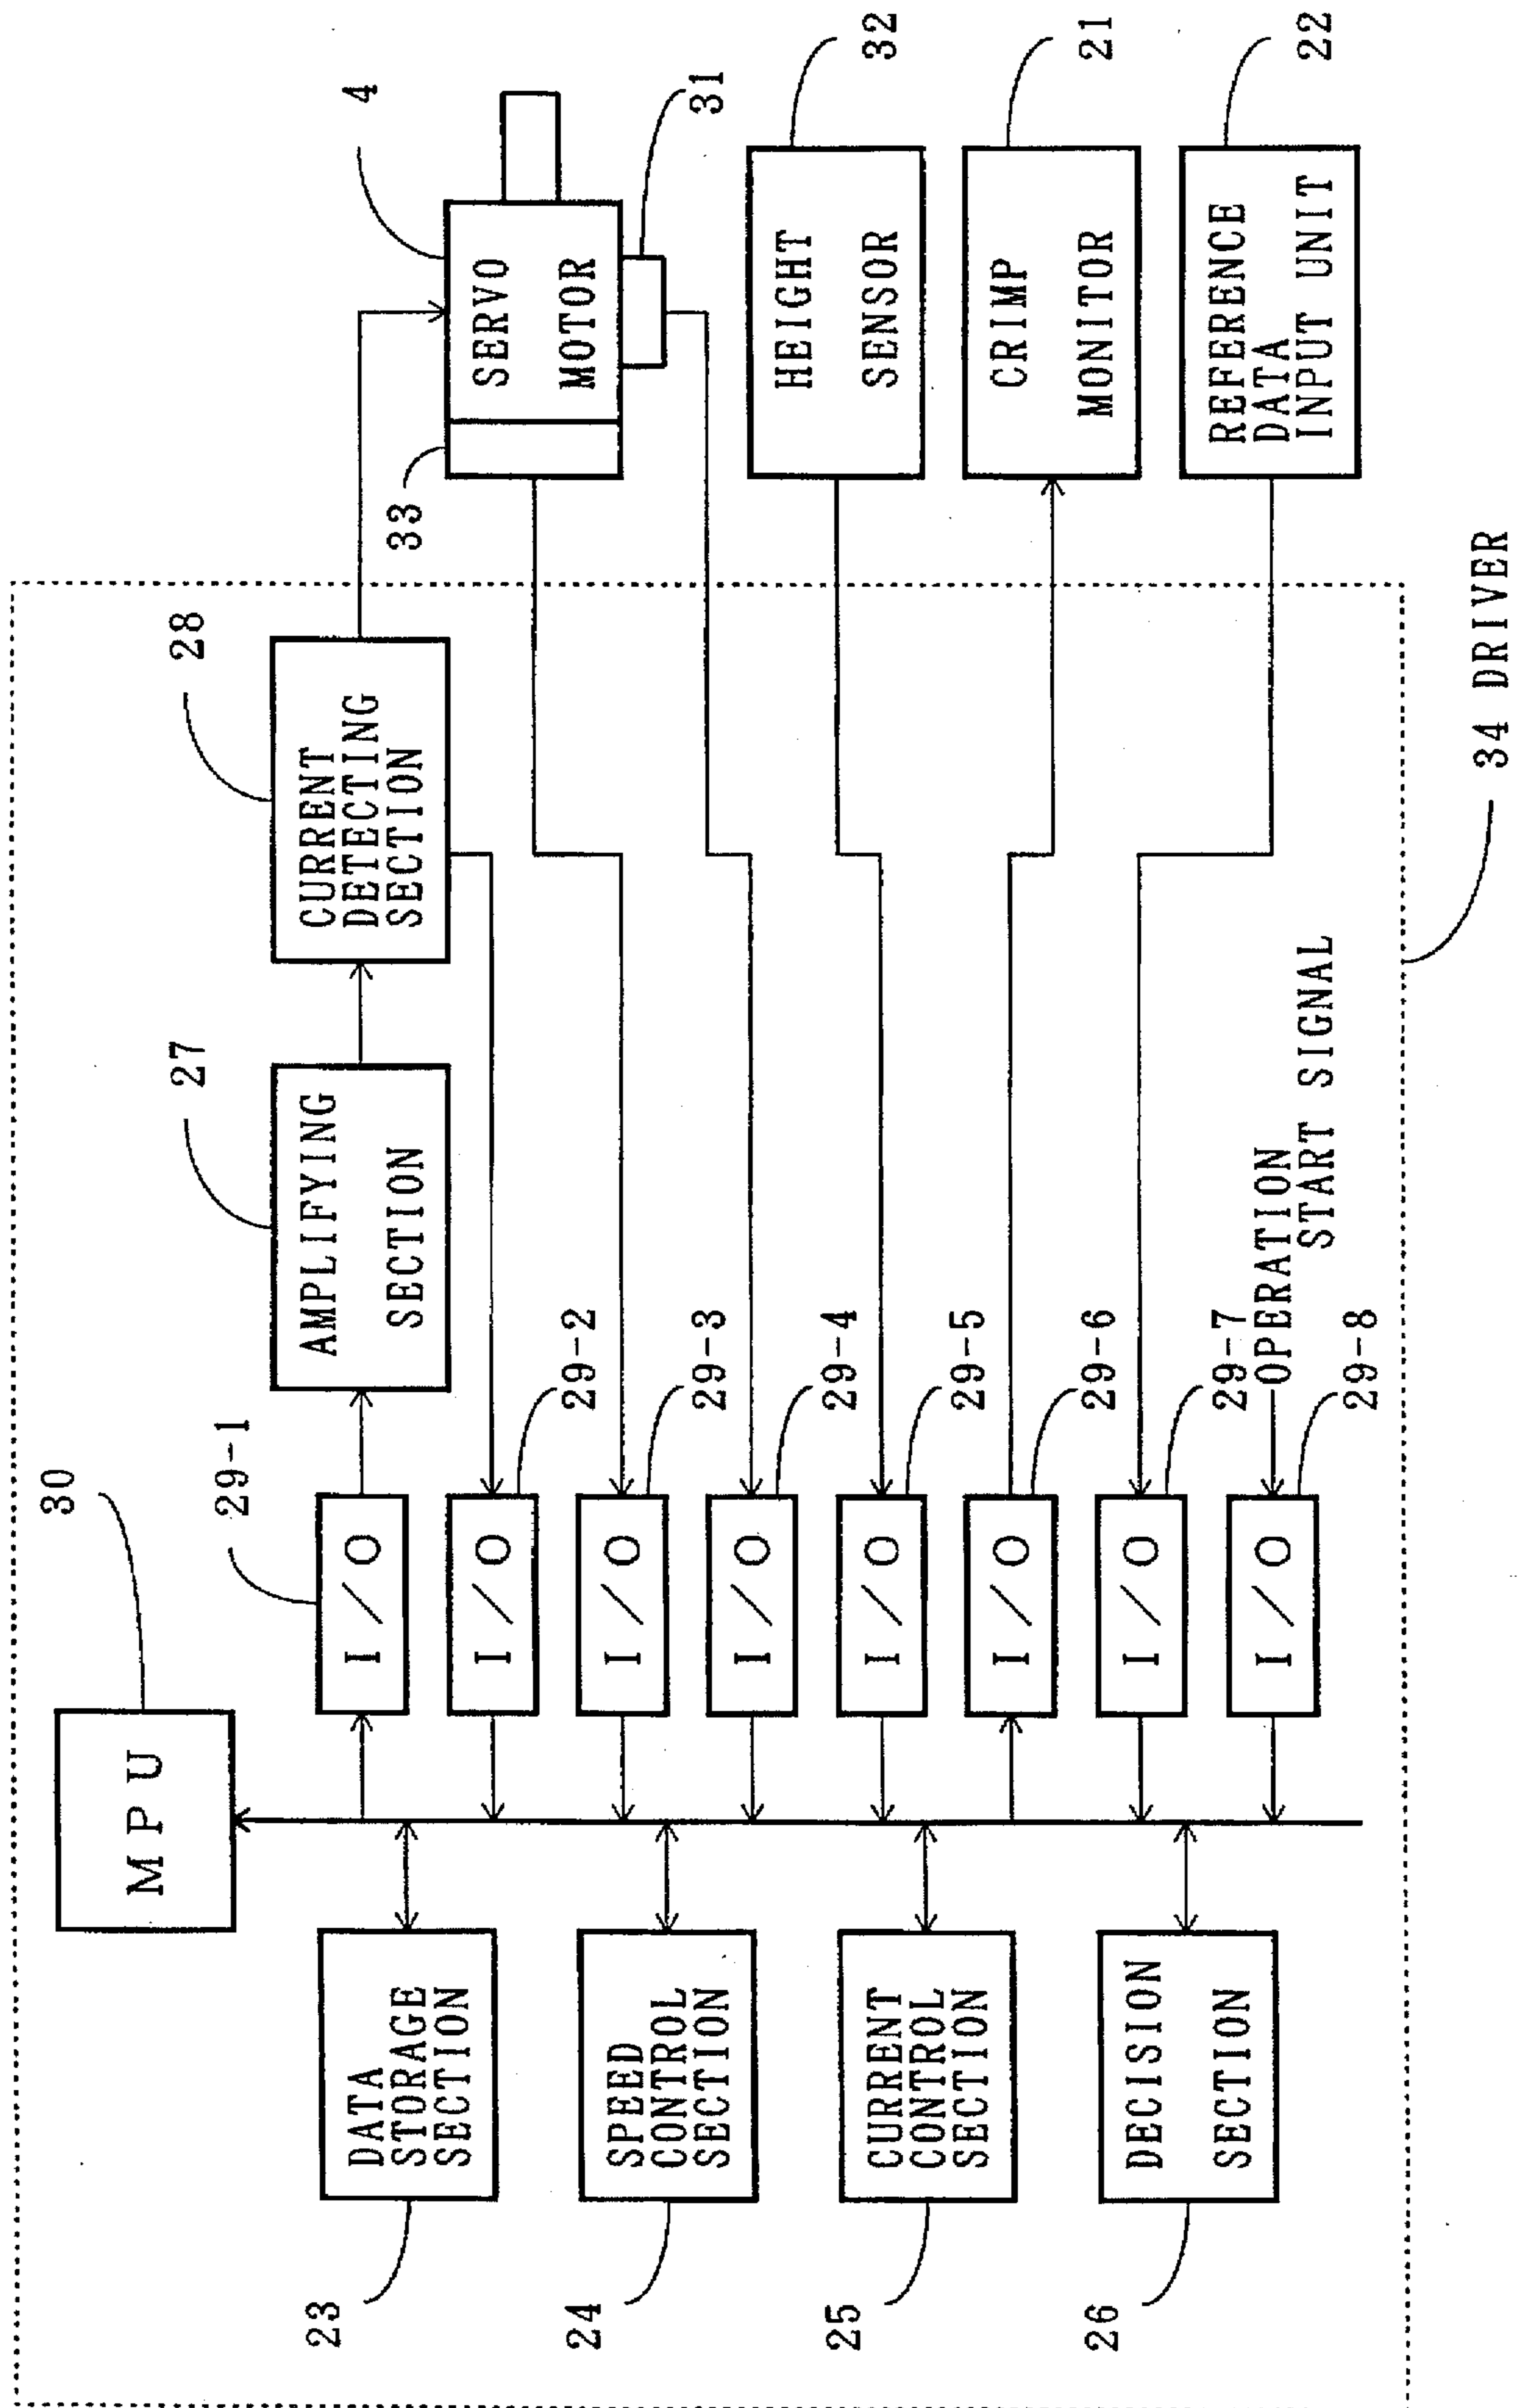 30
MPU
23
DATA
STORAGE
SECTION
24
SPEED
CONTROL
SECTION
25
CURRENT
CONTROL
SECTION
26
DECISION
SECTION
29-1
I/O
29-2
I/O
29-3
I/O
29-4
I/O
29-5
I/O
29-6
I/O
29-7
I/O
29-8
I/O
OPERATION
START SIGNAL
27
AMPLIFYING
SECTION
28
CURRENT
DETECTING
SECTION
33
4
SERVO
MOTOR
31
32
HEIGHT
SENSOR
21
CRIMP
MONITOR
22
REFERENCE
DATA
INPUT UNIT
34 DRIVER